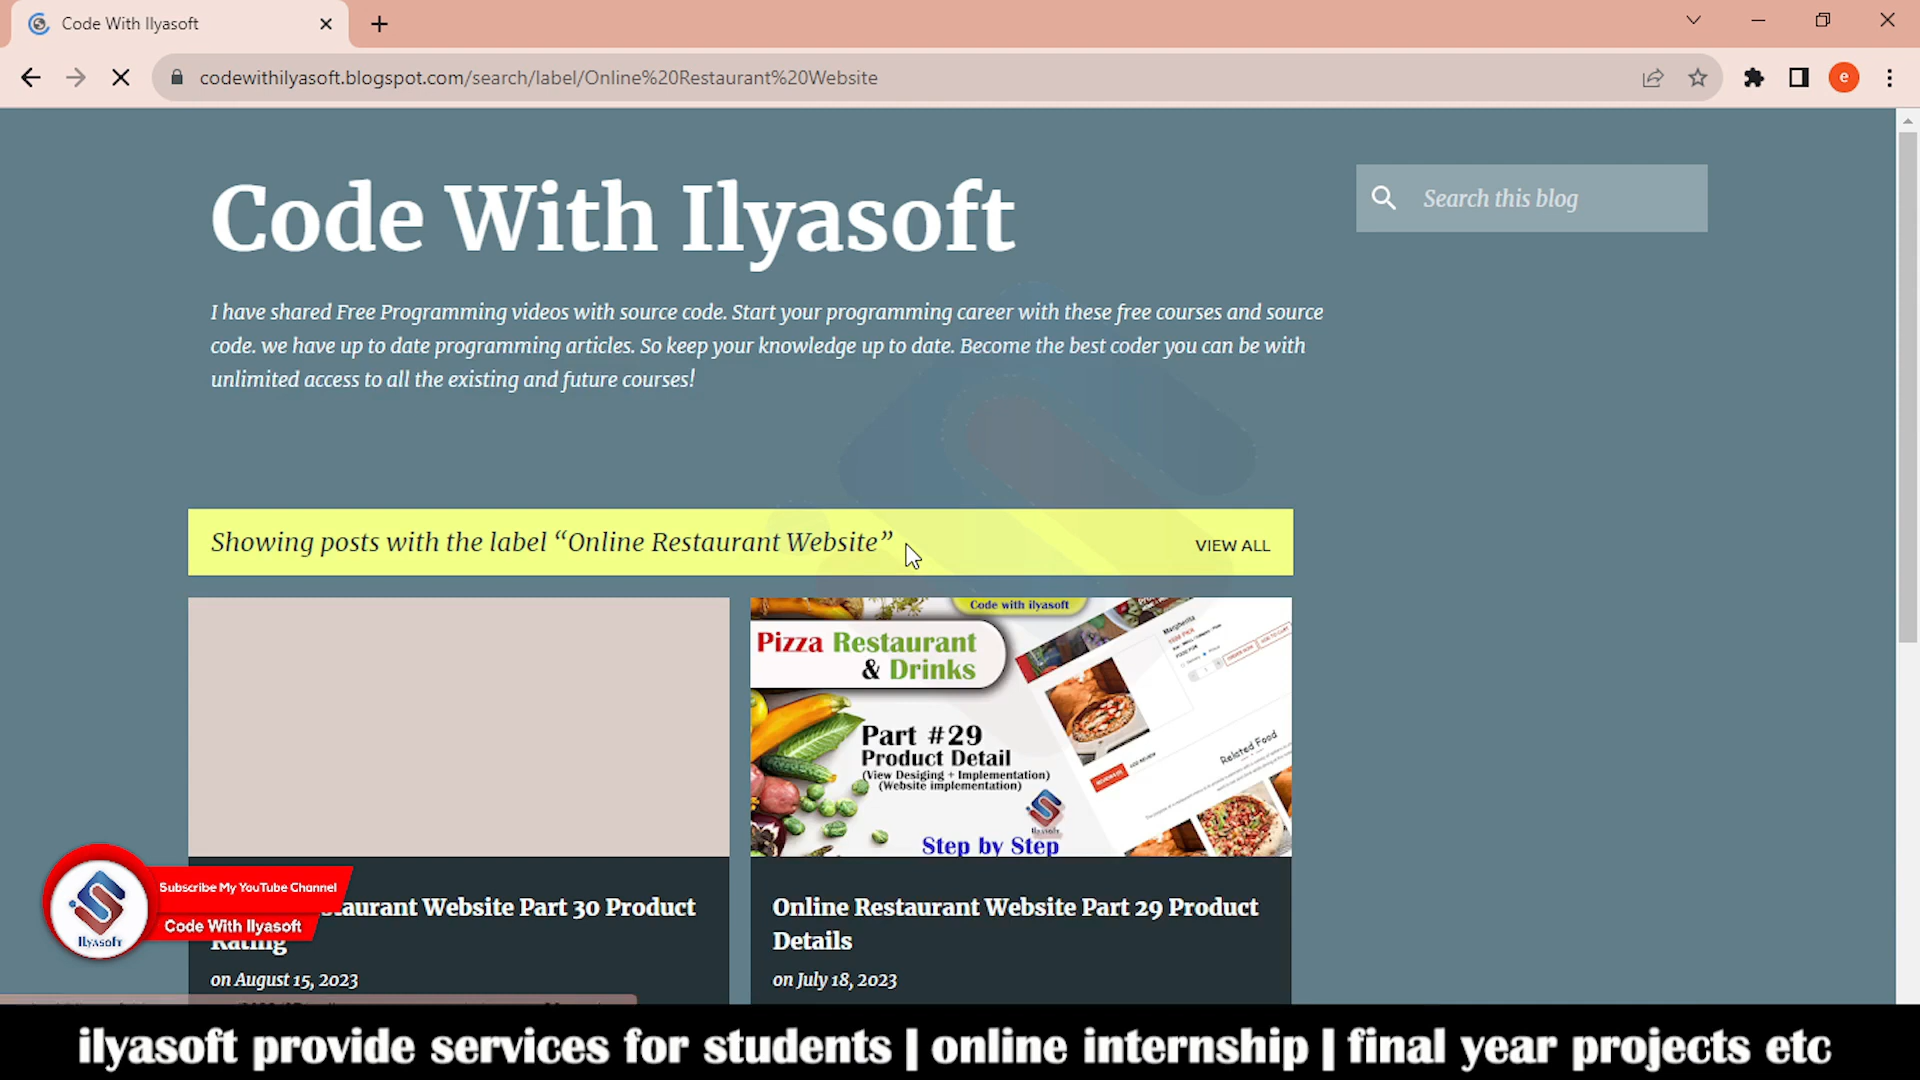 Code With Ilyasoft
codewithilyasoft.blogspot.com/search/label/Online%20Restaurant%20Website
e
Code With Ilyasoft
Search this blog
I have shared Free Programming videos with source code. Start your programming career with these free courses and source
code. we have up to date programming articles. So keep your knowledge up to date. Become the best coder you can be with
unlimited access to all the existing and future courses!
Showing posts with the label “Online Restaurant Website”
VIEW ALL
Code with ilyasoft
Pizza Restaurant
& Drinks
Part #29
Product Detail
(View Desiging + Implementation)
(Website implementation)
Step by Step
Margherita
Related Food
Subscribe My YouTube Channel
Code With Ilyasoft
Ilyasoft
Website Part 30 Product
Rating
on August 15, 2023
Online Restaurant Website Part 29 Product
Details
on July 18, 2023
ilyasoft provide services for students | online internship | final year projects etc